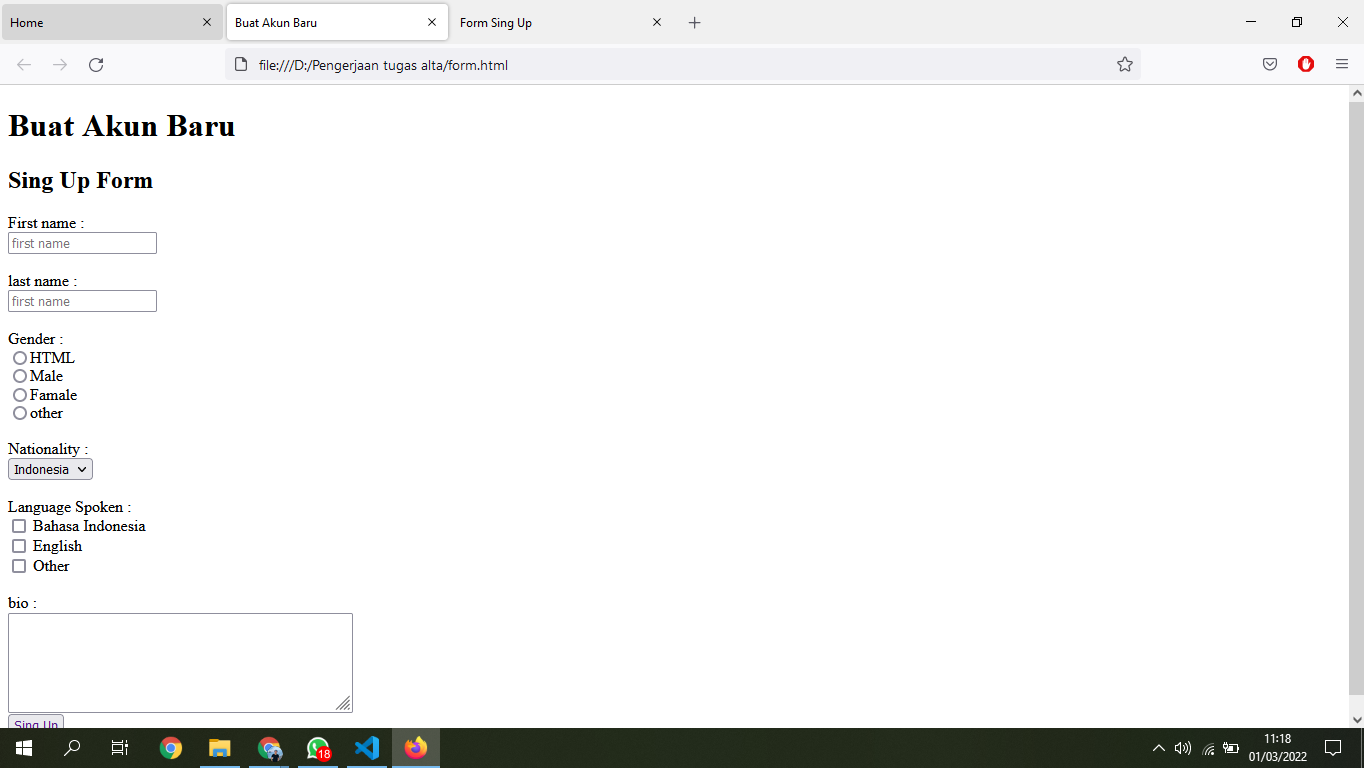 Home
Buat Akun Baru
Form Sing Up
file:///D:/Pengerjaan tugas alta/form.html
Buat Akun Baru
Sing Up Form
First name :
first name
last name :
first name
Gender :
HTML
Male
Famale
other
Nationality :
Indonesia
Language Spoken :
Bahasa Indonesia
English
Other
bio :
Sing Up
18
11:18
01/03/2022